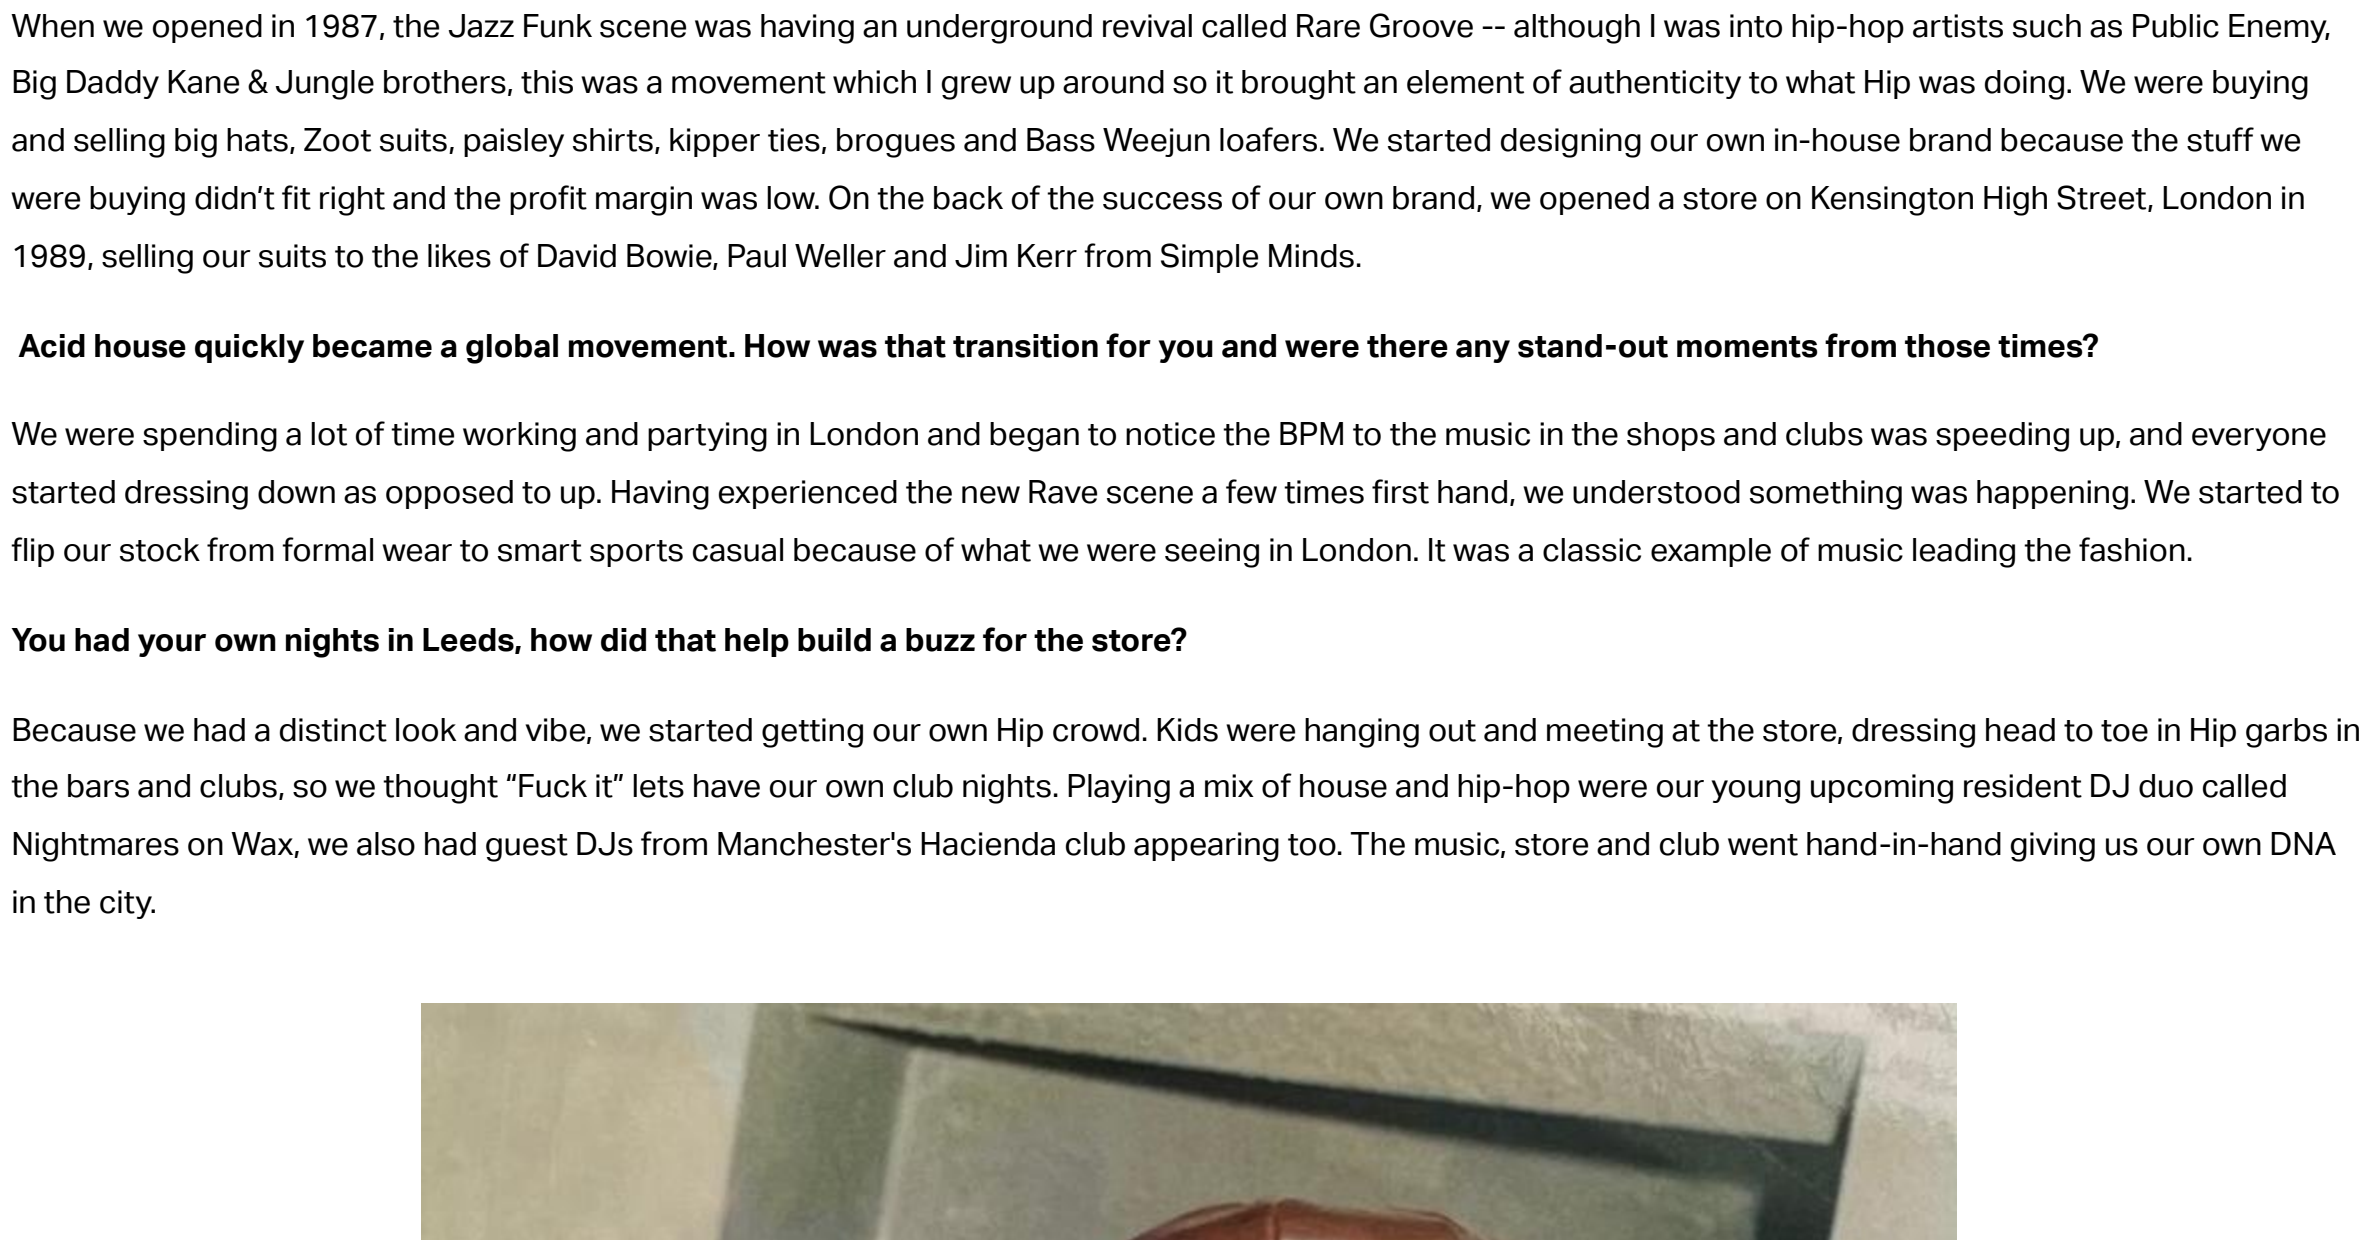 When we opened in 1987, the Jazz Funk scene was having an underground revival called Rare Groove -- although I was into hip-hop artists such as Public Enemy,
Big Daddy Kane & Jungle brothers, this was a movement which I grew up around so it brought an element of authenticity to what Hip was doing. We were buying
and selling big hats, Zoot suits, paisley shirts, kipper ties, brogues and Bass Weejun loafers. We started designing our own in-house brand because the stuff we
were buying didn’t fit right and the profit margin was low. On the back of the success of our own brand, we opened a store on Kensington High Street, London in
1989, selling our suits to the likes of David Bowie, Paul Weller and Jim Kerr from Simple Minds.
Acid house quickly became a global movement. How was that transition for you and were there any stand-out moments from those times?
We were spending a lot of time working and partying in London and began to notice the BPM to the music in the shops and clubs was speeding up, and everyone
started dressing down as opposed to up. Having experienced the new Rave scene a few times first hand, we understood something was happening. We started to
flip our stock from formal wear to smart sports casual because of what we were seeing in London. It was a classic example of music leading the fashion.
You had your own nights in Leeds, how did that help build a buzz for the store?
Because we had a distinct look and vibe, we started getting our own Hip crowd. Kids were hanging out and meeting at the store, dressing head to toe in Hip garbs in
the bars and clubs, so we thought “Fuck it” lets have our own club nights. Playing a mix of house and hip-hop were our young upcoming resident DJ duo called
Nightmares on Wax, we also had guest DJs from Manchester's Hacienda club appearing too. The music, store and club went hand-in-hand giving us our own DNA
in the city.